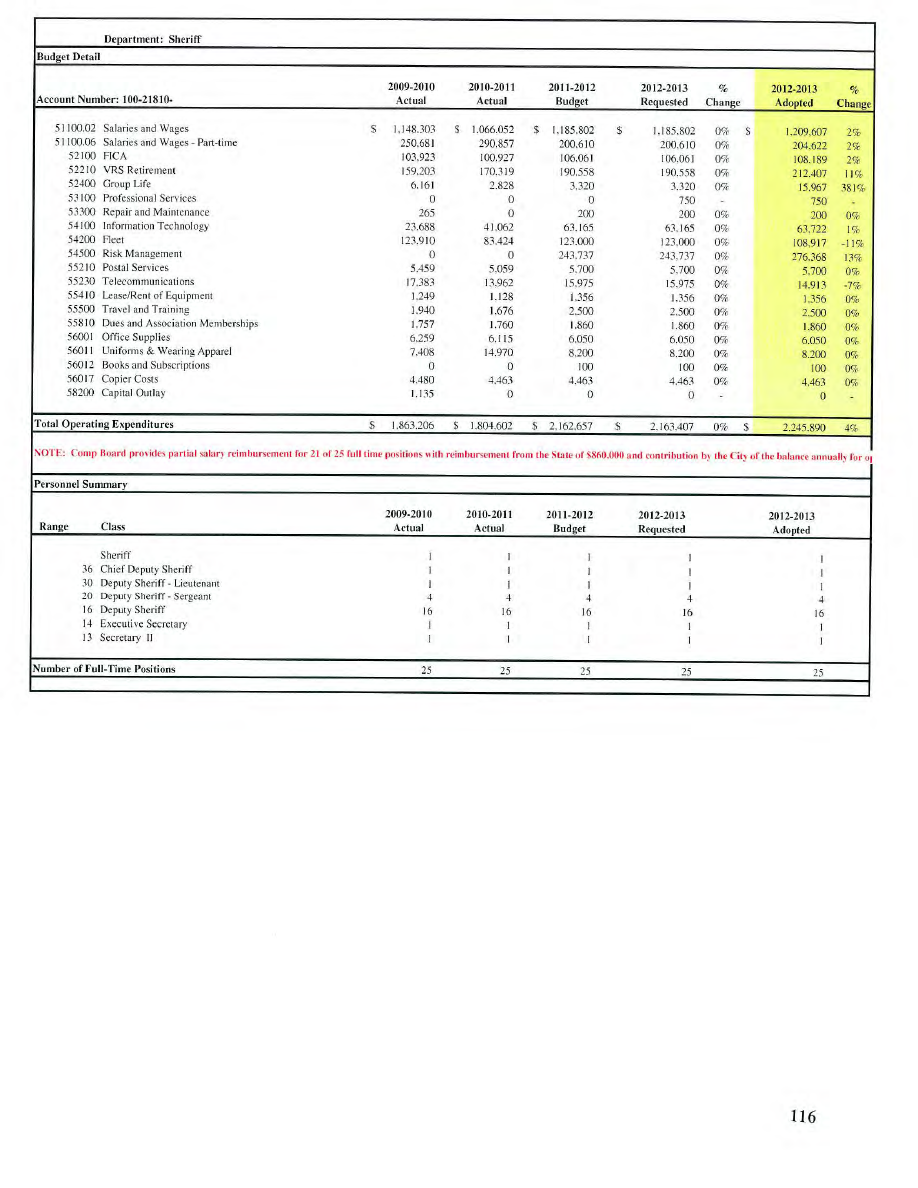 Department: Sheriff
Budget Detail
2009-2010 2010-2011 2011-2012 2012-2013 % 2012-2013 %
Account Number: 100-21810- Actual Actual Budget Requested Change Adopted Change
51100.02 Salaries and Wages $ 1,148,303 $ 1,066,052 $ 1,185,802 $ 1,185,802 0% $ 1,209,607 2%
51100.06 Salaries and Wages - Part-time 250,681 290,857 200,610 200,610 0% 204,622 2%
52100 FICA 103,923 100,927 106,061 106,061 0% 108,189 2%
52210 VRS Retirement 159,203 170,319 190,558 190,558 0% 212,407 11%
52400 Group Life 6,161 2,828 3,320 3,320 0% 15,967 381%
53100 Professional Services 0 0 0 750 - 750 -
53300 Repair and Maintenance 265 0 200 200 0% 200 0%
54100 Information Technology 23,688 41,062 63,165 63,165 0% 63,722 1%
54200 Fleet 123,910 83,424 123,000 123,000 0% 108,917 -11%
54500 Risk Management 0 0 243,737 243,737 0% 276,368 13%
55210 Postal Services 5,459 5,059 5,700 5,700 0% 5,700 0%
55230 Telecommunications 17,383 13,962 15,975 15,975 0% 14,913 -7%
55410 Lease/Rent of Equipment 1,249 1,128 1,356 1,356 0% 1,356 0%
55500 Travel and Training 1,940 1,676 2,500 2,500 0% 2,500 0%
55810 Dues and Association Memberships 1,757 1,760 1,860 1,860 0% 1,860 0%
56001 Office Supplies 6,259 6,115 6,050 6,050 0% 6,050 0%
56011 Uniforms & Wearing Apparel 7,408 14,970 8,200 8,200 0% 8,200 0%
56012 Books and Subscriptions 0 0 100 100 0% 100 0%
56017 Copier Costs 4,480 4,463 4,463 4,463 0% 4,463 0%
58200 Capital Outlay 1,135 0 0 0 - 0 -
Total Operating Expenditures $ 1,863,206 $ 1,804,602 $ 2,162,657 $ 2,163,407 0% $ 2,245,890 4%
NOTE: Comp Board provides partial salary reimbursement for 21 of 25 full time positions with reimbursement from the State of $860,000 and contribution by the City of the balance annually for
Personnel Summary
2009-2010 2010-2011 2011-2012 2012-2013 2012-2013
Range Class Actual Actual Budget Requested Adopted
Sheriff 1 1 1 1 1
36 Chief Deputy Sheriff 1 1 1 1 1
30 Deputy Sheriff - Lieutenant 1 1 1 1 1
20 Deputy Sheriff - Sergeant 4 4 4 4 4
16 Deputy Sheriff 16 16 16 16 16
14 Executive Secretary 1 1 1 1 1
13 Secretary II 1 1 1 1 1
Number of Full-Time Positions 25 25 25 25 25
116